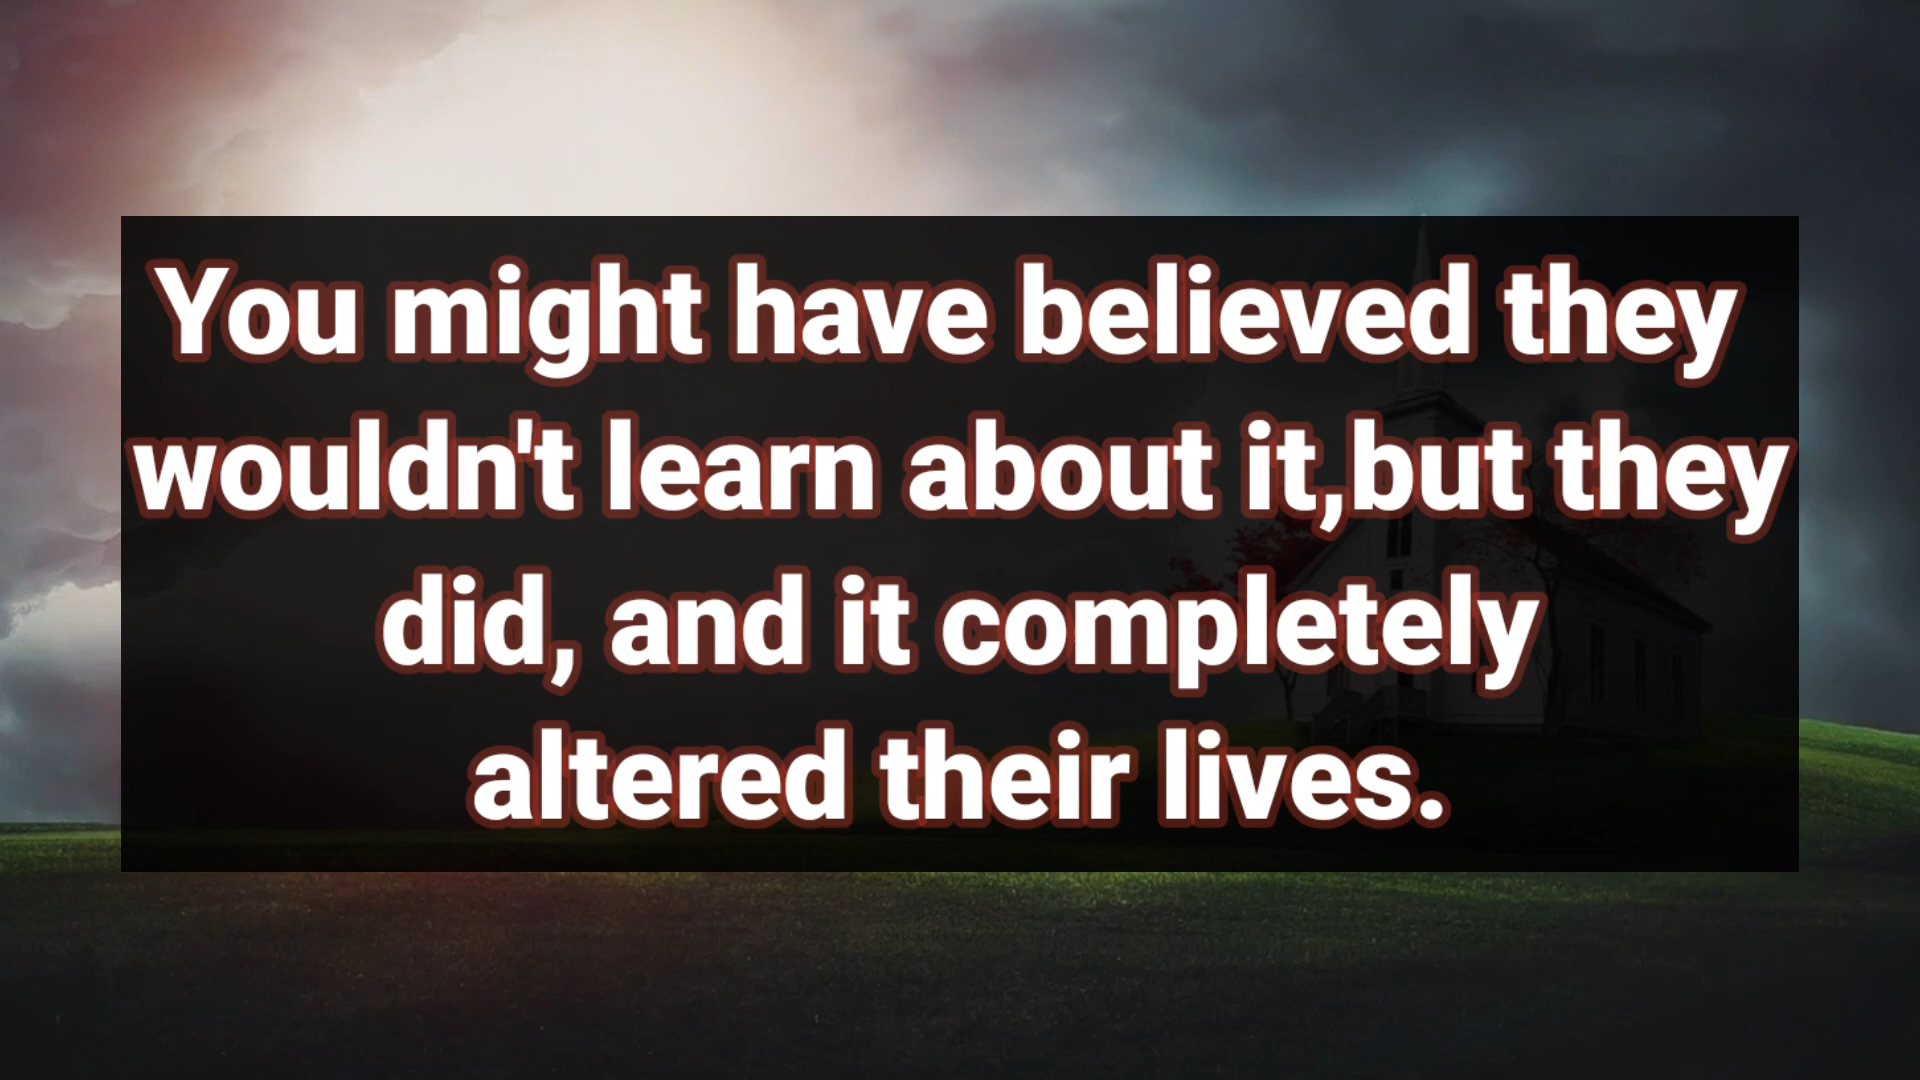 You might have believed they
wouldn't learn about it,but they
did, and it completely
altered their lives.